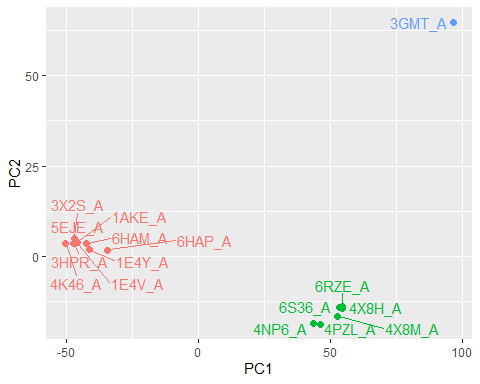 3GMT_A
50
25
0
PC2
3X2S_A
1AKE_A
5EJE_A
6HAM_A
6HAP_A
3HPR_A
1E4Y_A
4K46_A
1E4V_A
6RZE_A
6S36_A
4X8H_A
4NP6_A
4PZL_A
4X8M_A
-50
0
50
100
PC1